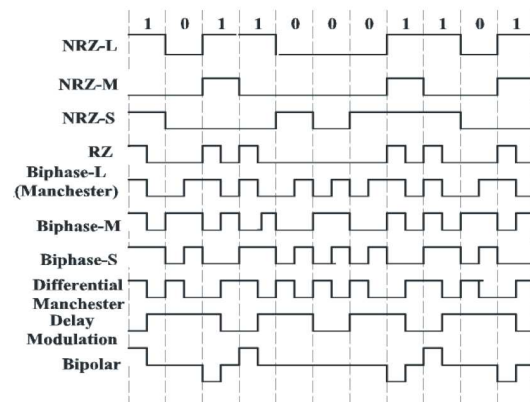 1 0 1 1 0 0 0 1 1 0 1
NRZ-L
NRZ-M
NRZ-S
RZ
Biphase-L
(Manchester)
Biphase-M
Biphase-S
Differential
Manchester
Delay
Modulation
Bipolar